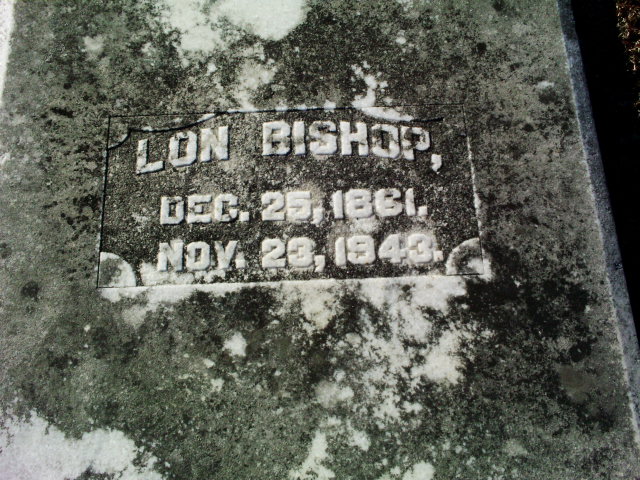 LON BISHOP,
DEC. 25, 1861.
NOV. 23, 1943.